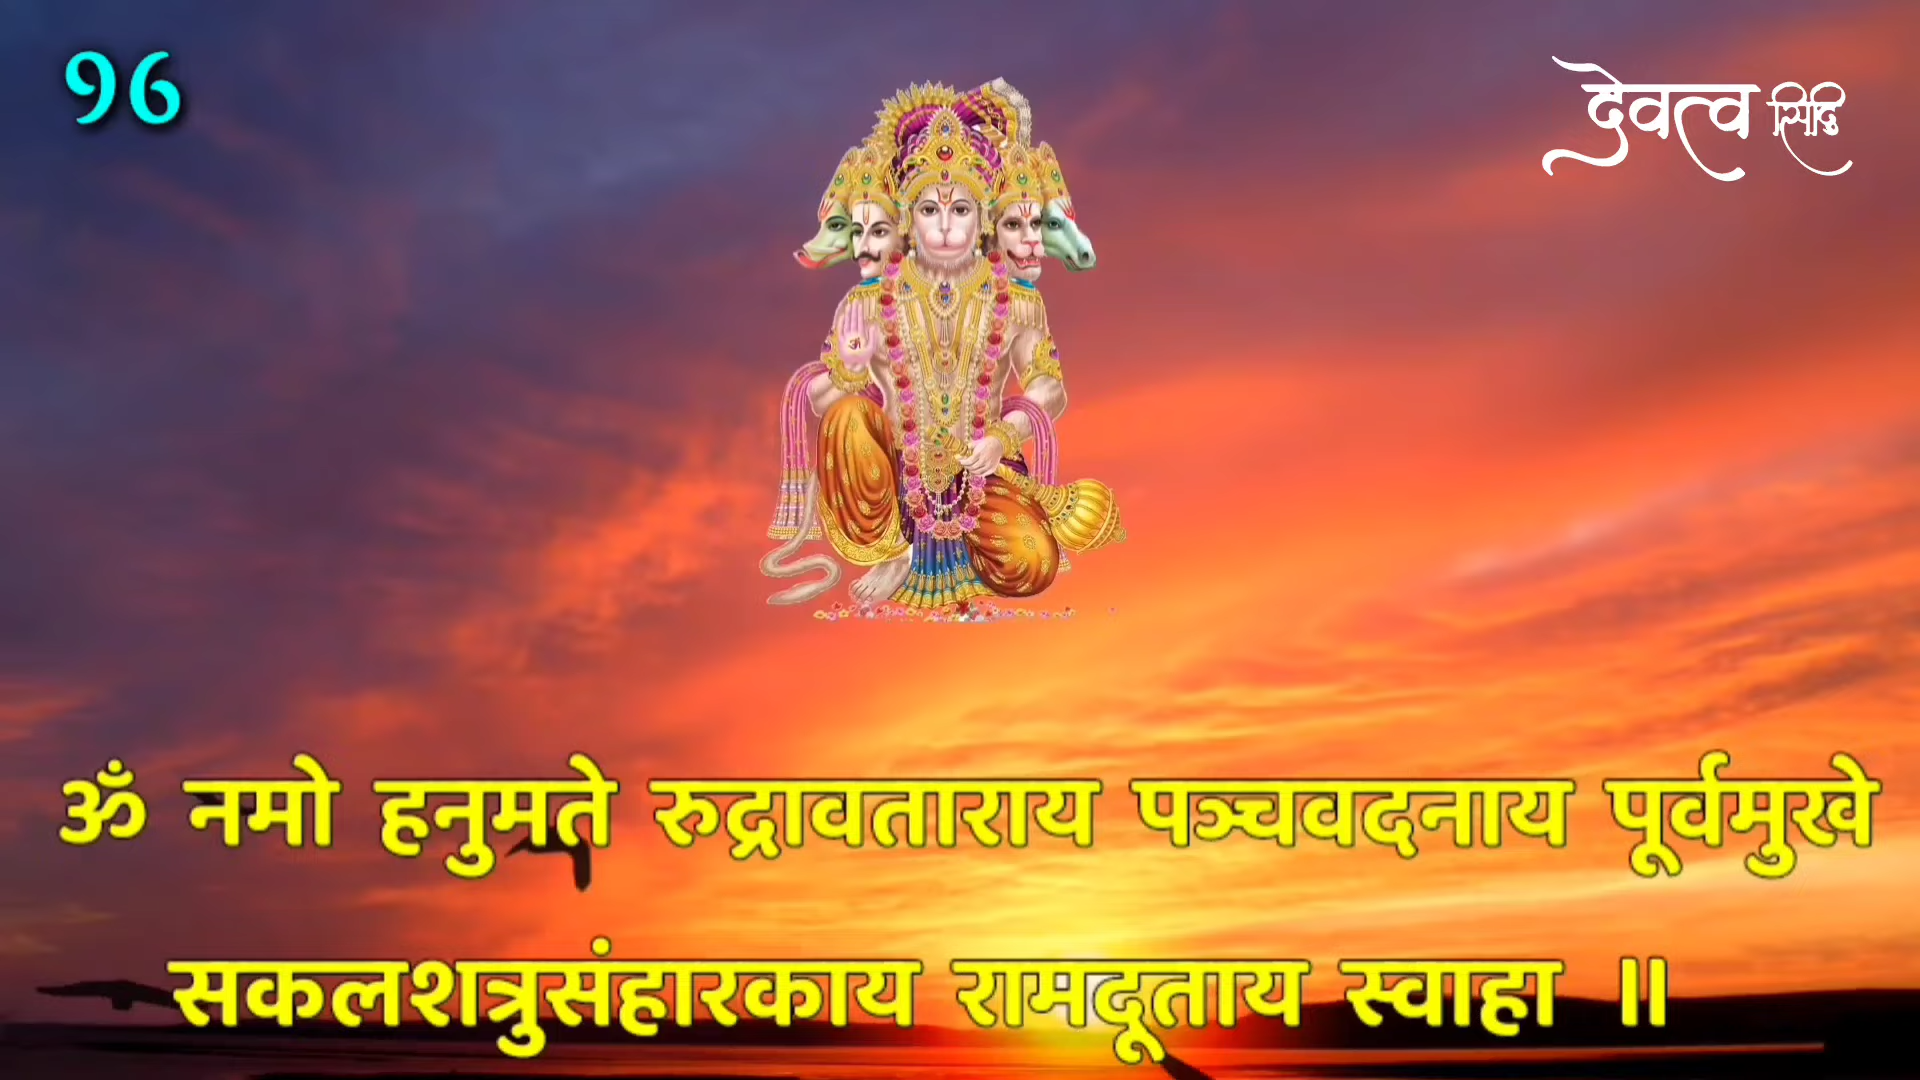 96
देवत्व सिद्धि
ॐ नमो हनुमते रुद्रावताराय पञ्चवदनाय पूर्वमुखे
सकलशत्रुसंहारकाय रामदूताय स्वाहा ॥